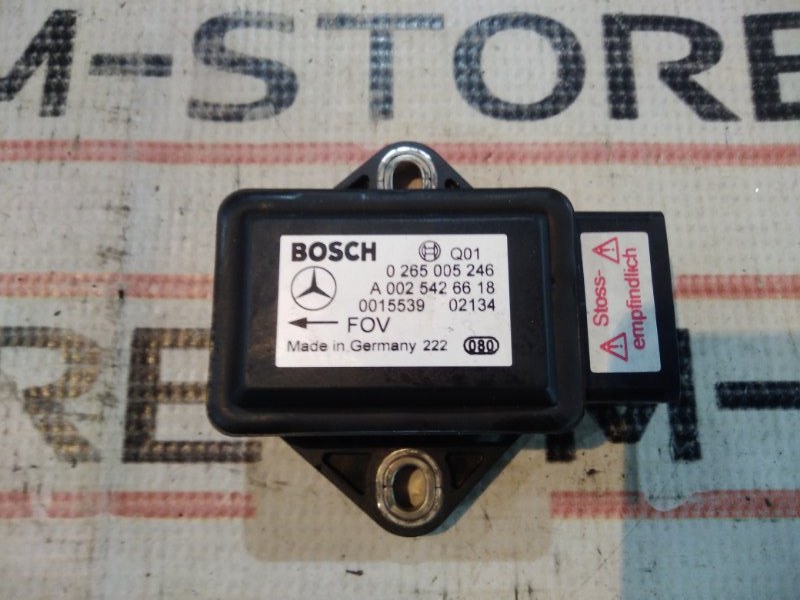 M-STORE
BOSCH Q01
0 265 005 246
A 002 542 66 18
0015539 02134
FOV
Made in Germany 222 080
Stoss-
empfindlich
RE M-